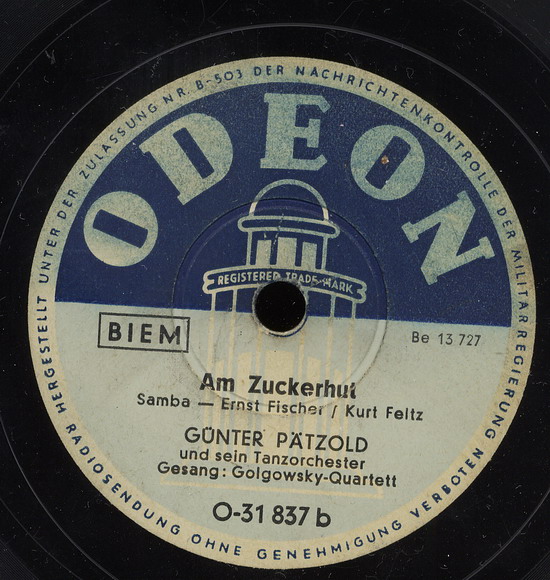 HERGESTELLT UNTER DER ZULASSUNG NR. B-503 DER NACHRICHTENKONTROLLE DER MILITÄRREGIERUNG
ODEON
REGISTERED TRADE-MARK
BIEM
Be 13 727
Am Zuckerhut
Samba — Ernst Fischer / Kurt Feltz
GÜNTER PÄTZOLD
und sein Tanzorchester
Gesang: Golgowsky-Quartett
O-31 837 b
RADIOSENDUNG OHNE GENEHMIGUNG VERBOTEN